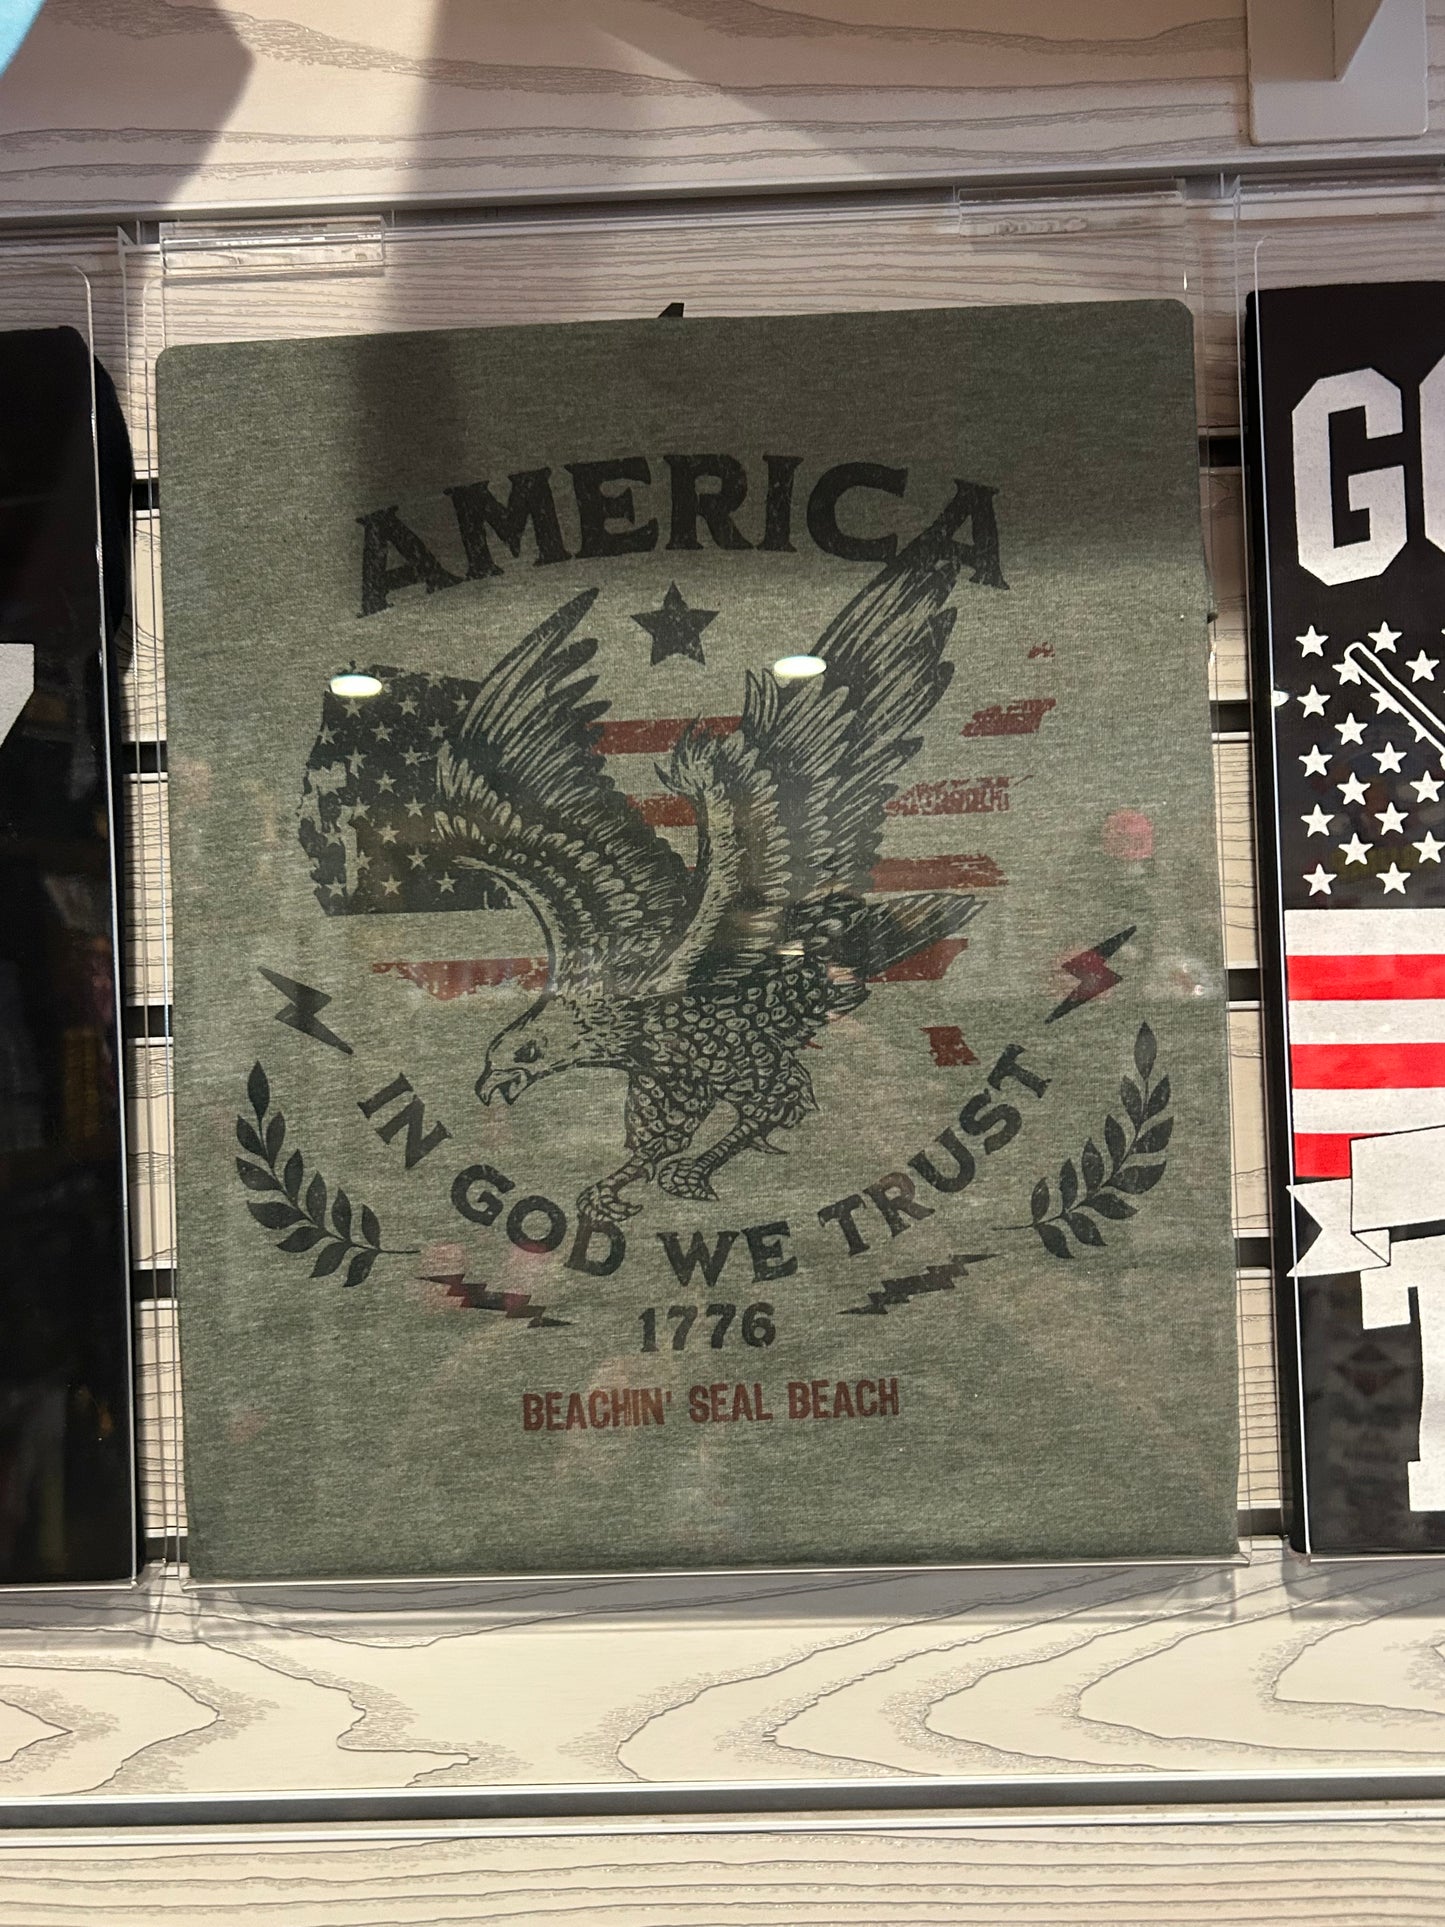 AMERICA
IN GOD WE TRUST
1776
BEACHIN' SEAL BEACH